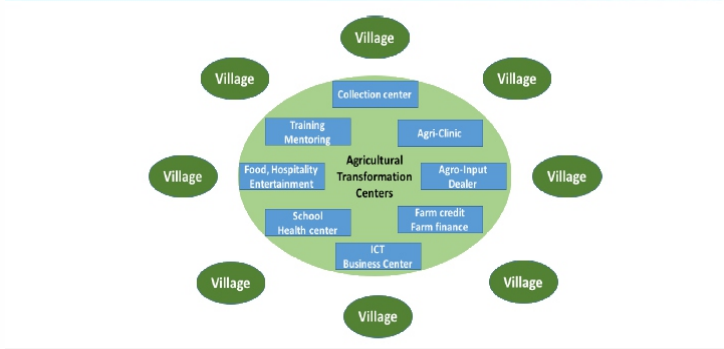 Village
Village
Village
Collection center
Training
Mentoring
Agri-Clinic
Village
Food, Hospitality
Entertainment
Agricultural
Transformation
Centers
Agro-Input
Dealer
Village
School
Health center
Farm credit
Farm finance
ICT
Business Center
Village
Village
Village